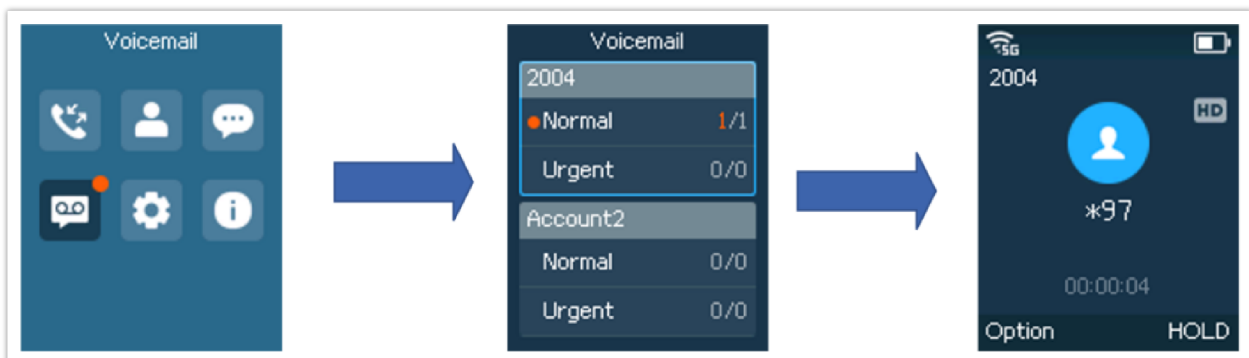 Voicemail
Voicemail
2004
Normal 1/1
Urgent 0/0
Account2
Normal 0/0
Urgent 0/0
5G
2004
HD
*97
00:00:04
Option HOLD